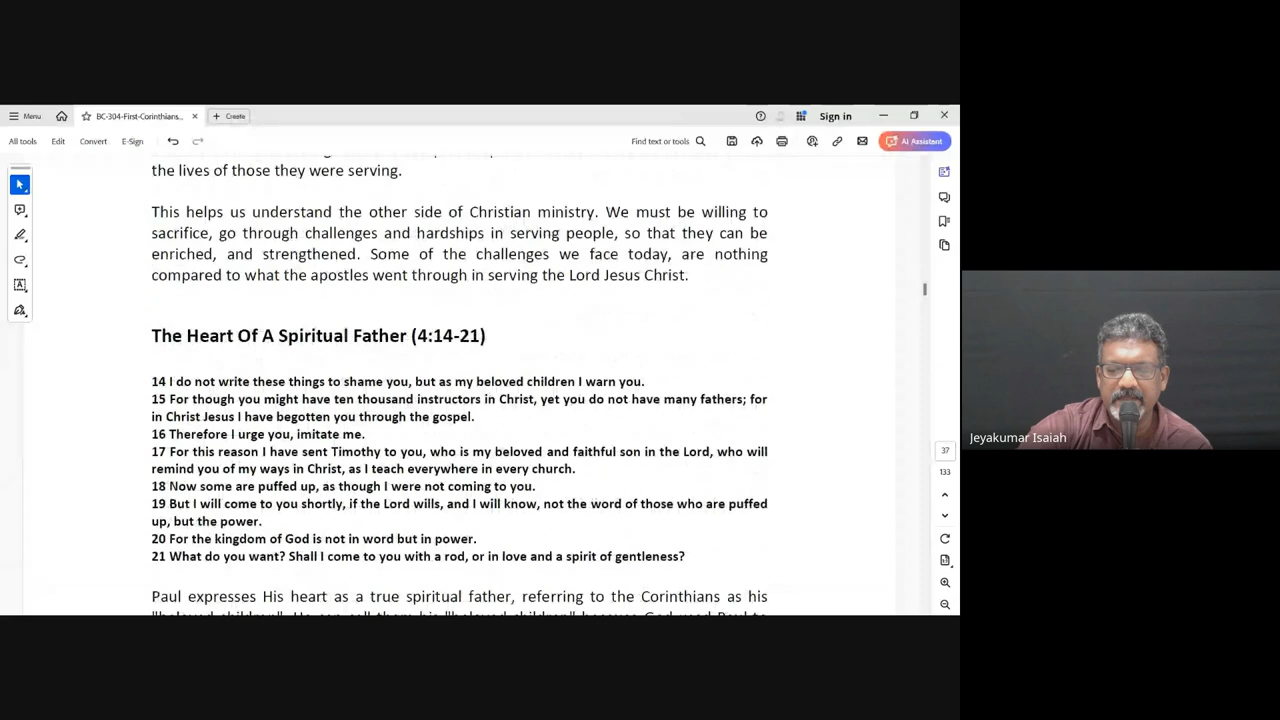 Menu
BC-304-First-Corinthians...
Create
Sign in
All tools
Edit
Convert
E-Sign
Find text or tools
AI Assistant
the lives of those they were serving.
This helps us understand the other side of Christian ministry. We must be willing to
sacrifice, go through challenges and hardships in serving people, so that they can be
enriched, and strengthened. Some of the challenges we face today, are nothing
compared to what the apostles went through in serving the Lord Jesus Christ.
The Heart Of A Spiritual Father (4:14-21)
14 I do not write these things to shame you, but as my beloved children I warn you.
15 For though you might have ten thousand instructors in Christ, yet you do not have many fathers; for
in Christ Jesus I have begotten you through the gospel.
16 Therefore I urge you, imitate me.
17 For this reason I have sent Timothy to you, who is my beloved and faithful son in the Lord, who will
remind you of my ways in Christ, as I teach everywhere in every church.
18 Now some are puffed up, as though I were not coming to you.
19 But I will come to you shortly, if the Lord wills, and I will know, not the word of those who are puffed
up, but the power.
20 For the kingdom of God is not in word but in power.
21 What do you want? Shall I come to you with a rod, or in love and a spirit of gentleness?
Paul expresses His heart as a true spiritual father, referring to the Corinthians as his
37
133
Jeyakumar Isaiah